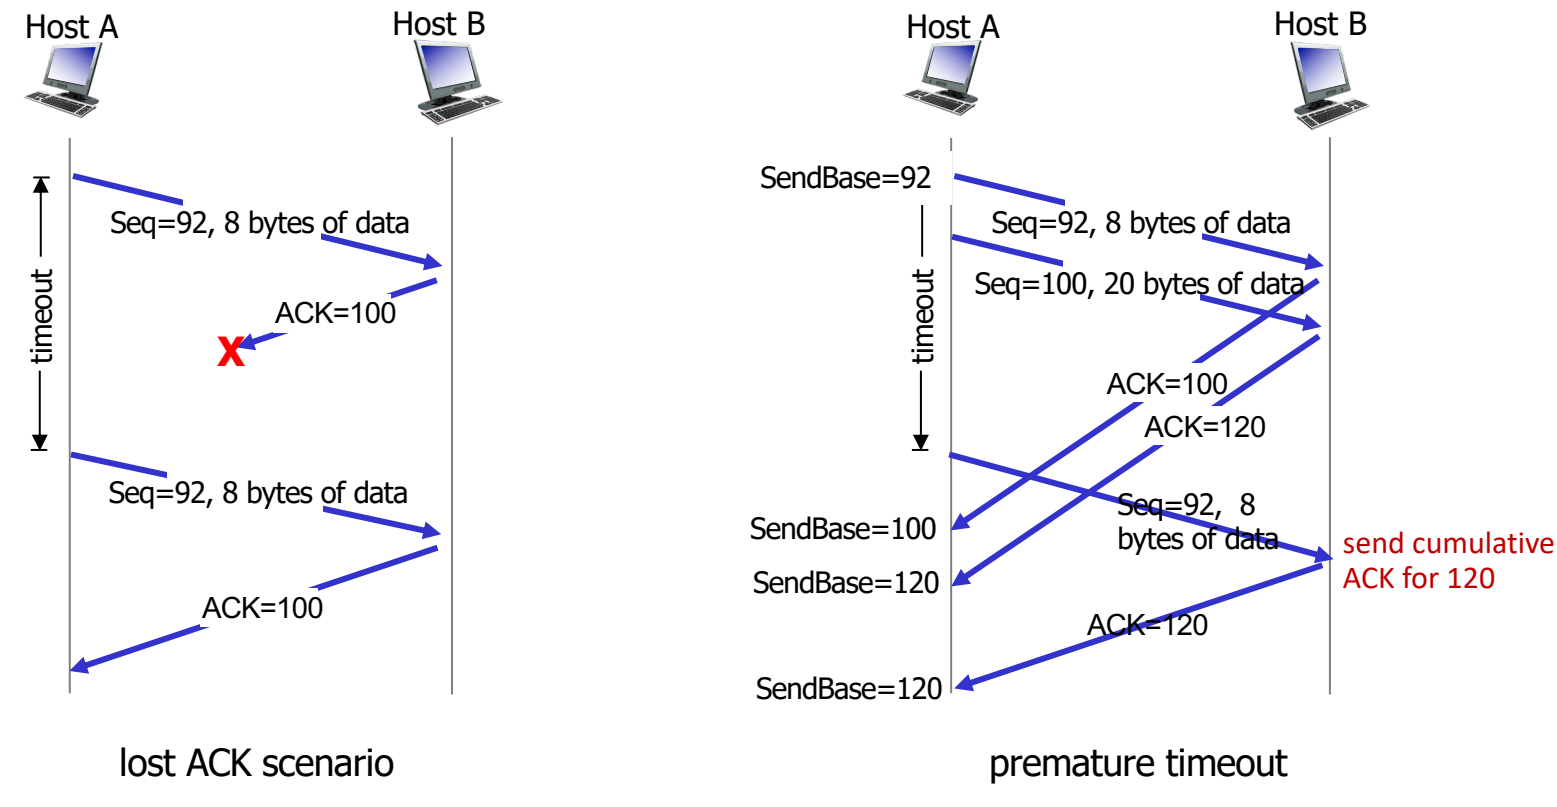 Host A
Host B
Seq=92, 8 bytes of data
timeout
ACK=100
X
Seq=92, 8 bytes of data
ACK=100
lost ACK scenario
Host A
Host B
SendBase=92
Seq=92, 8 bytes of data
Seq=100, 20 bytes of data
timeout
ACK=100
ACK=120
Seq=92, 8
bytes of data
SendBase=100
send cumulative
ACK for 120
SendBase=120
ACK=120
SendBase=120
premature timeout